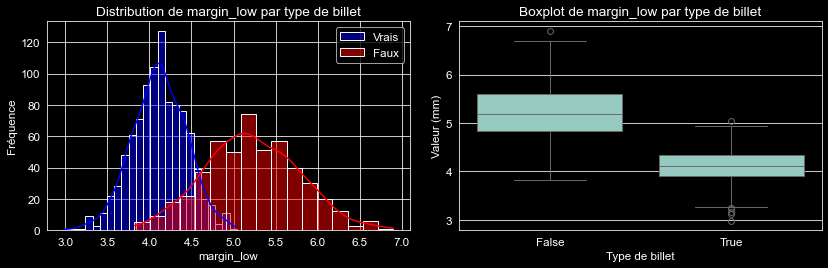 Distribution de margin_low par type de billet
Fréquence
120
100
80
60
40
20
0
Vrais
Faux
3.0 3.5 4.0 4.5 5.0 5.5 6.0 6.5 7.0
margin_low
Boxplot de margin_low par type de billet
Valeur (mm)
7
6
5
4
3
False True
Type de billet